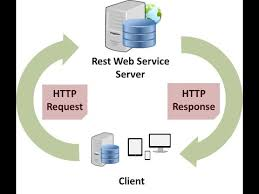 Rest Web Service
Server
HTTP
Request
HTTP
Response
Client